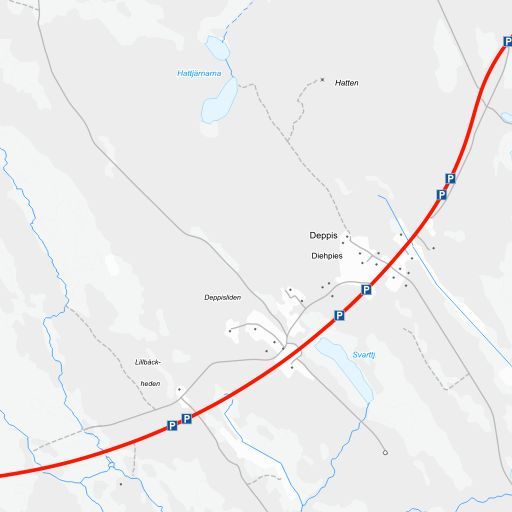 P
Hattjärnarna
Hatten
P
P
Deppis
Diehpies
P
Deppisliden
P
Svarttj.
Lillbäck-
heden
P
P